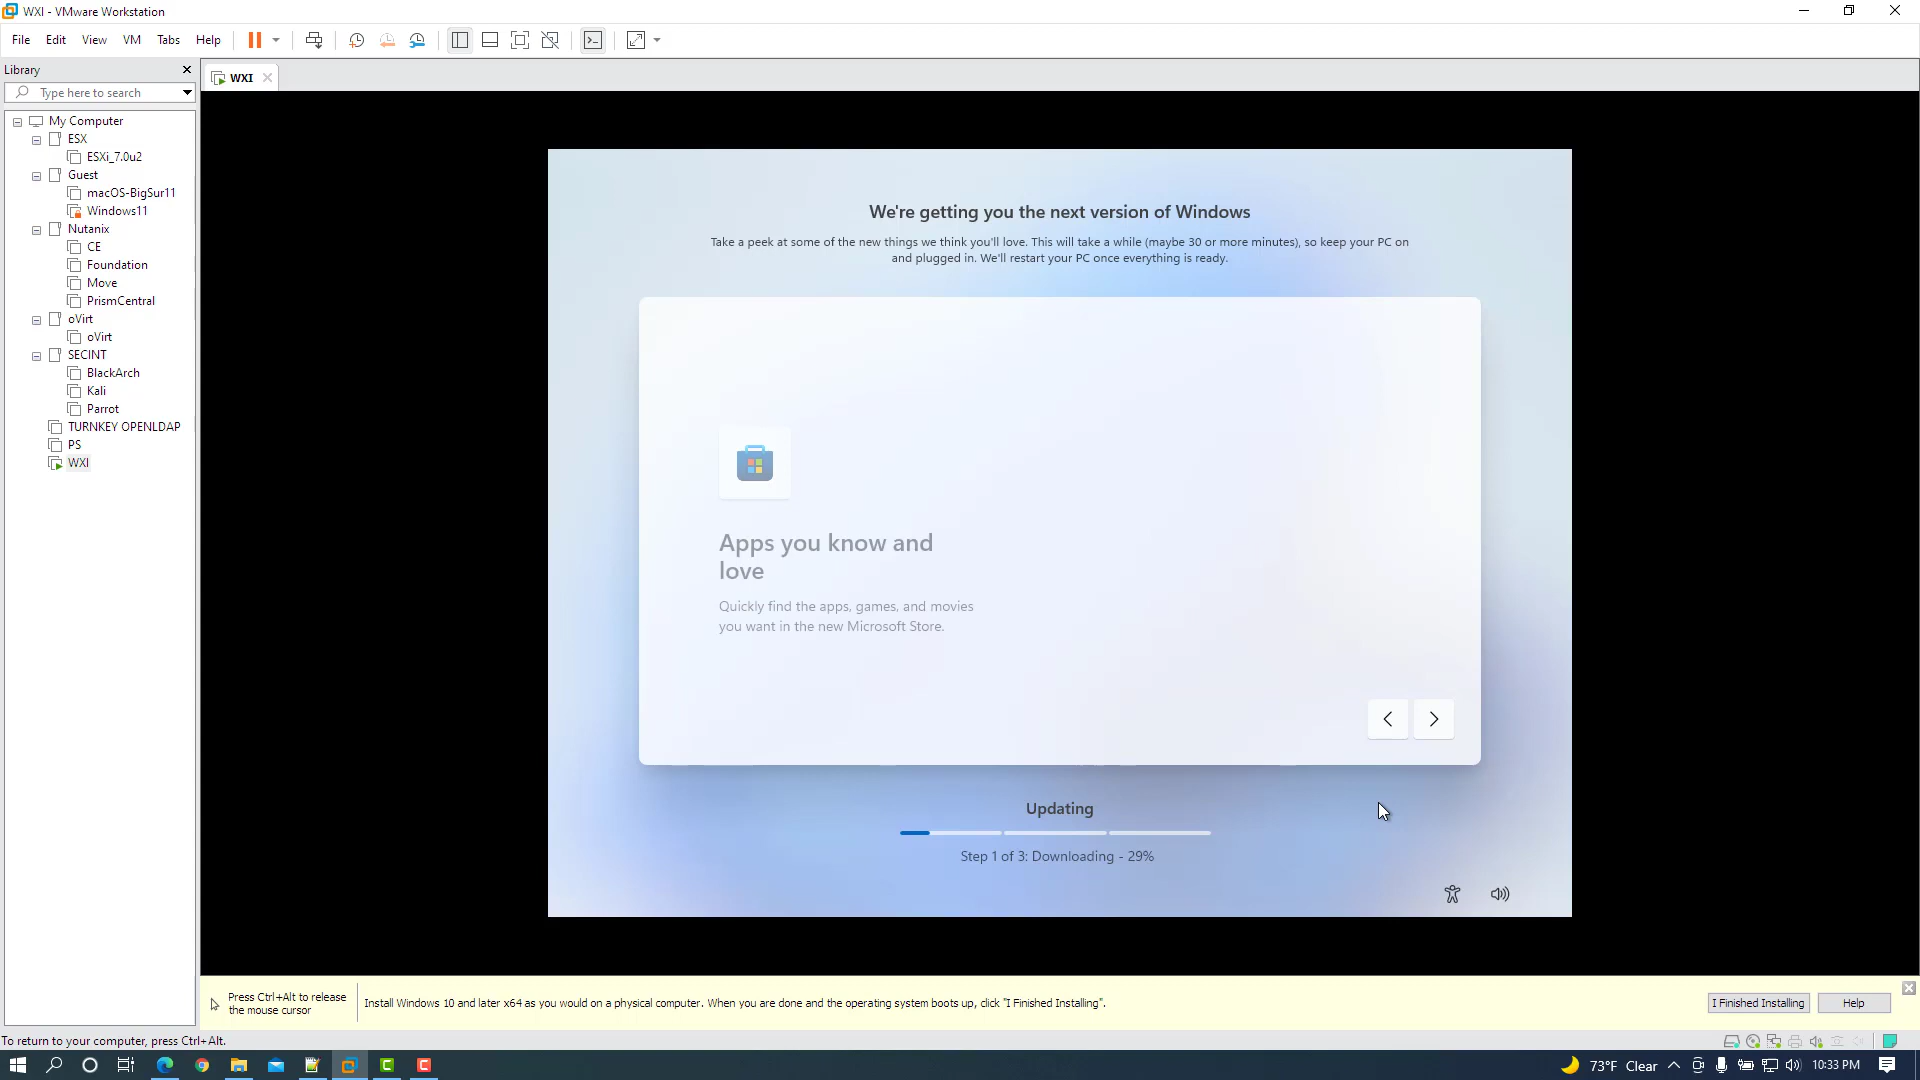 WXI - VMware Workstation
File Edit View VM Tabs Help
Library
Type here to search
WXI
My Computer
ESX
ESXi_7.0u2
Guest
macOS-BigSur11
Windows11
Nutanix
CE
Foundation
Move
PrismCentral
oVirt
oVirt
SECINT
BlackArch
Kali
Parrot
TURNKEY OPENLDAP
PS
WXI
We're getting you the next version of Windows
Take a peek at some of the new things we think you'll love. This will take a while (maybe 30 or more minutes), so keep your PC on
and plugged in. We'll restart your PC once everything is ready.
Apps you know and
love
Quickly find the apps, games, and movies
you want in the new Microsoft Store.
Updating
Step 1 of 3: Downloading - 29%
Press Ctrl+Alt to release
the mouse cursor
Install Windows 10 and later x64 as you would on a physical computer. When you are done and the operating system boots up, click "I Finished Installing".
I Finished Installing
Help
To return to your computer, press Ctrl+Alt.
73°F Clear
10:33 PM